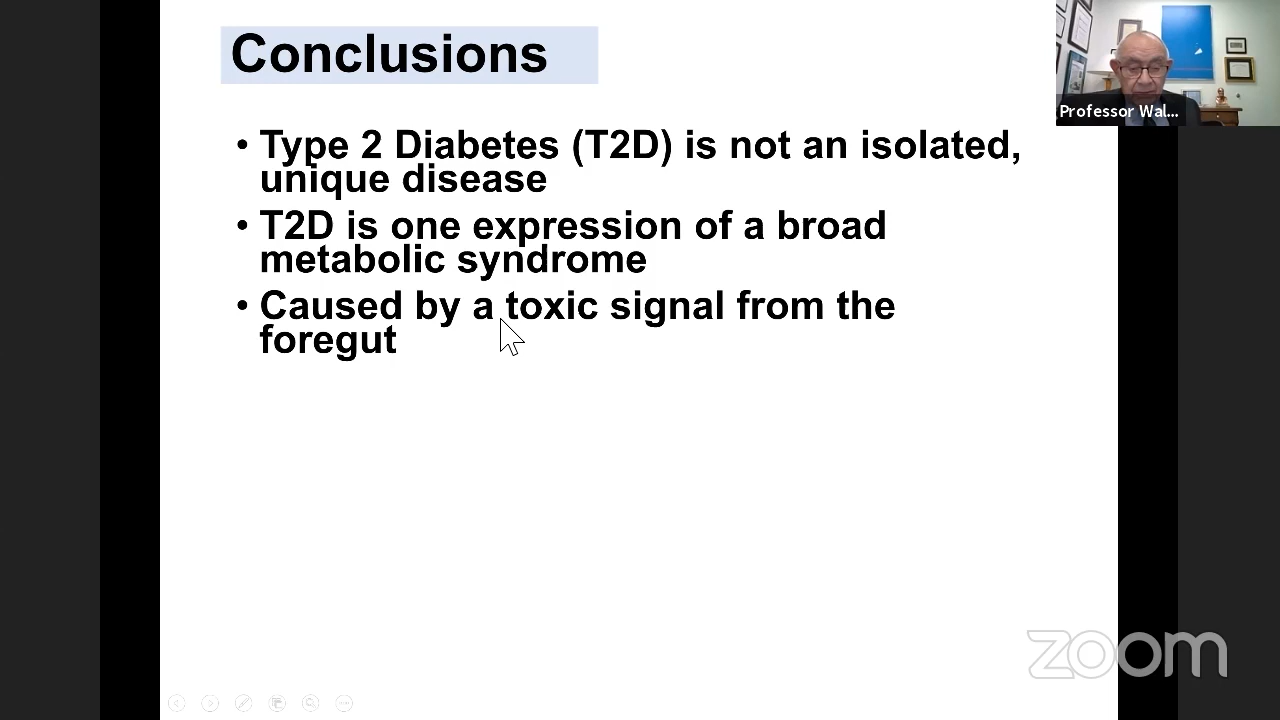 Conclusions
• Type 2 Diabetes (T2D) is not an isolated,
unique disease
• T2D is one expression of a broad
metabolic syndrome
• Caused by a toxic signal from the
foregut
Professor Wal...
zoom